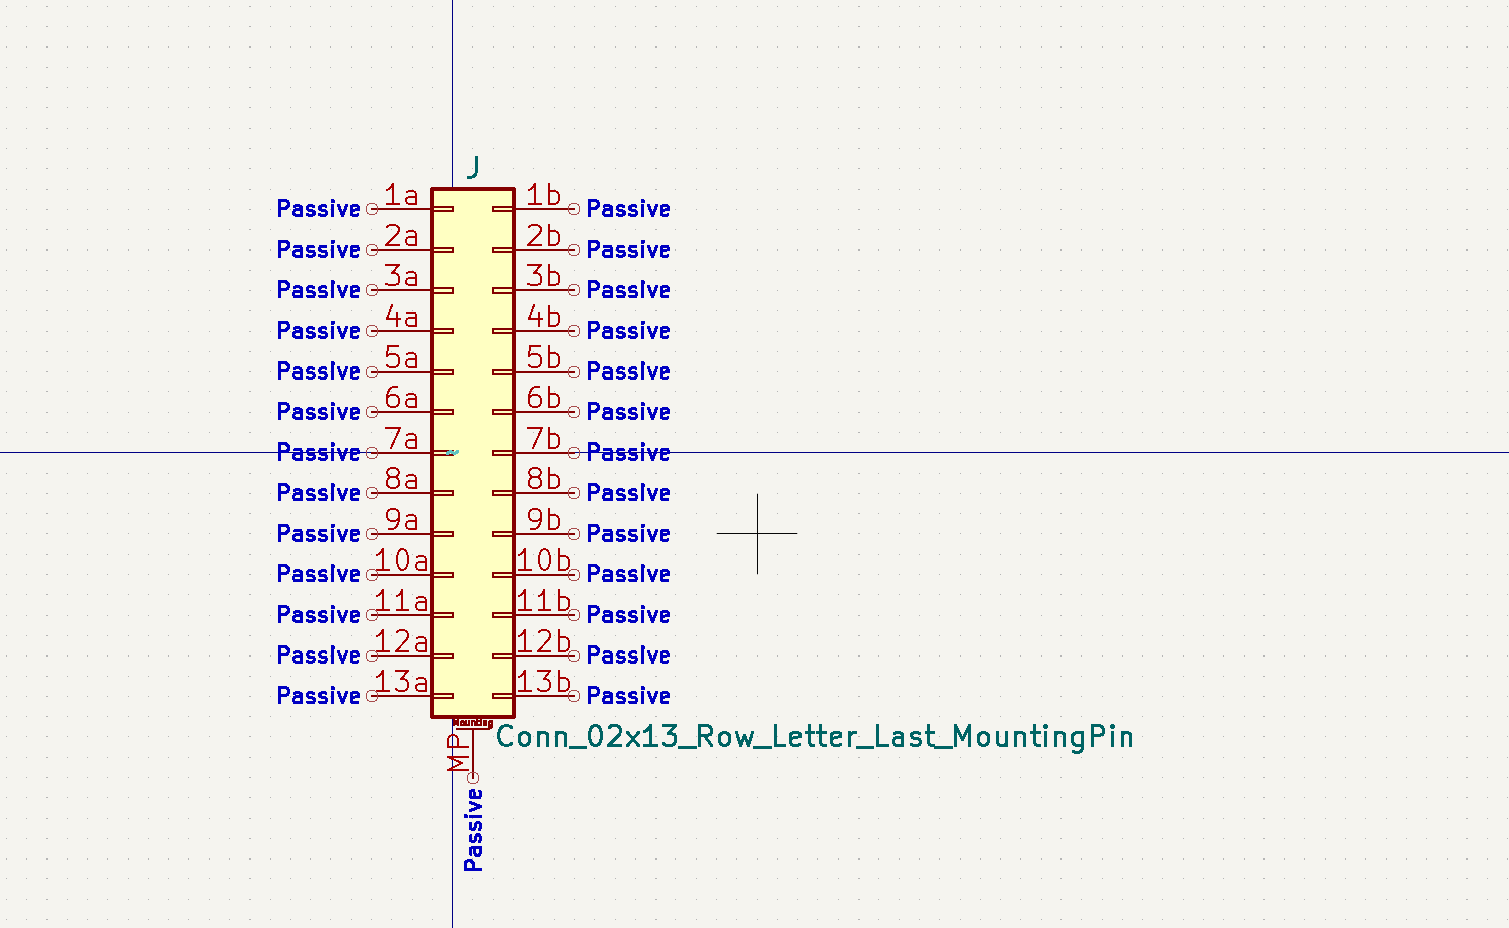 J
Passive 1a 1b Passive
Passive 2a 2b Passive
Passive 3a 3b Passive
Passive 4a 4b Passive
Passive 5a 5b Passive
Passive 6a 6b Passive
Passive 7a 7b Passive
Passive 8a 8b Passive
Passive 9a 9b Passive
Passive 10a 10b Passive
Passive 11a 11b Passive
Passive 12a 12b Passive
Passive 13a 13b Passive
Mounting
MP Conn_02x13_Row_Letter_Last_MountingPin
Passive